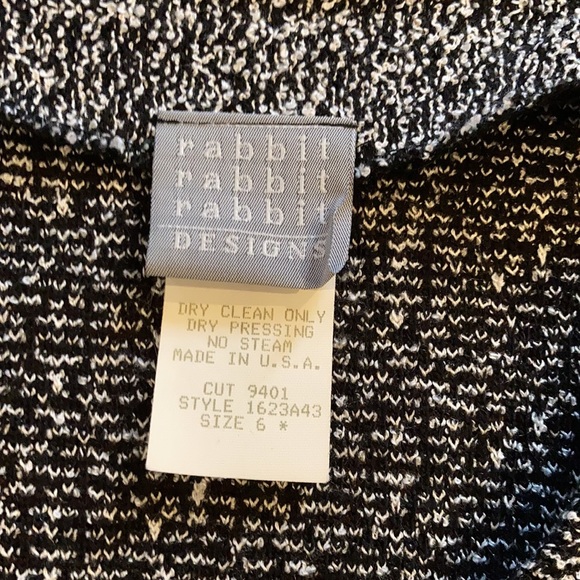 rabbit
rabbit
rabbit
DESIGNS
DRY CLEAN ONLY
DRY PRESSING
NO STEAM
MADE IN U.S.A.
CUT 9401
STYLE 1623A43
SIZE 6 *